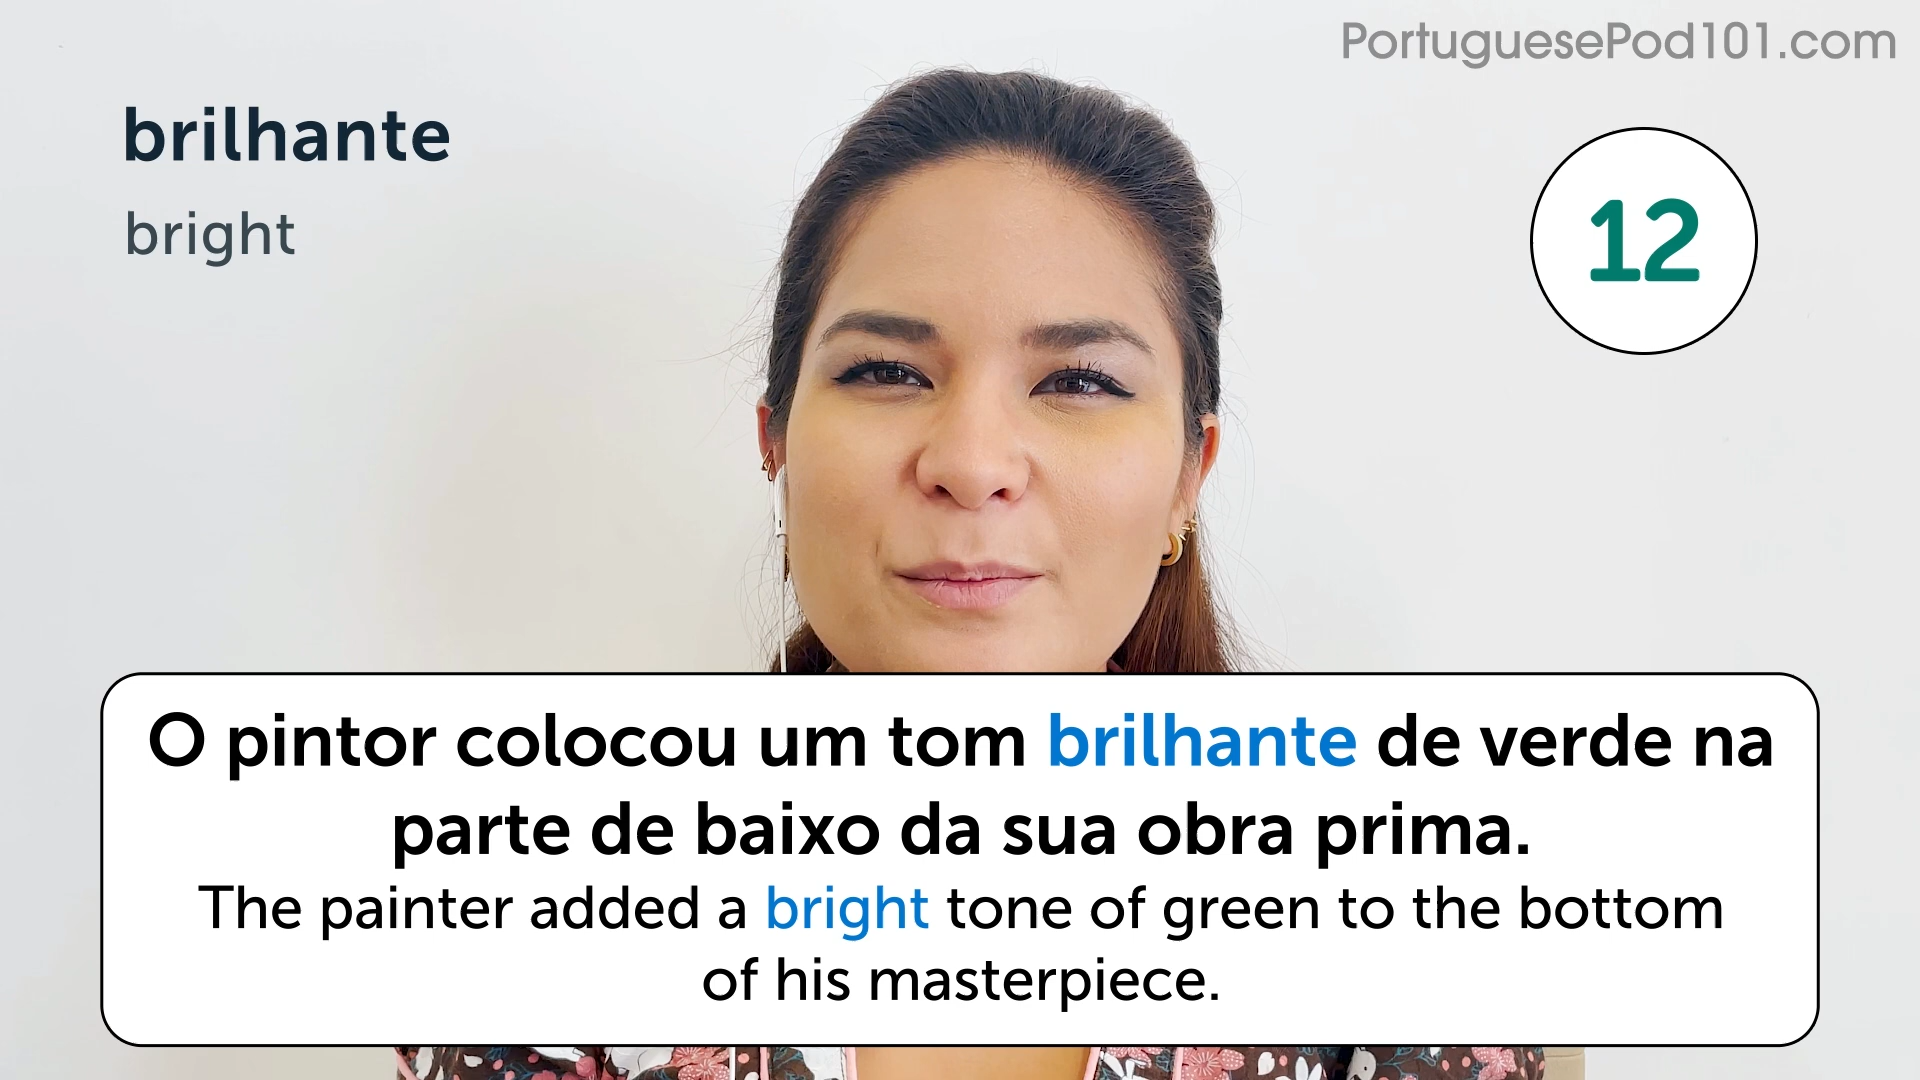 PortuguesePod101.com
brilhante
bright
12
O pintor colocou um tom brilhante de verde na
parte de baixo da sua obra prima.
The painter added a bright tone of green to the bottom
of his masterpiece.